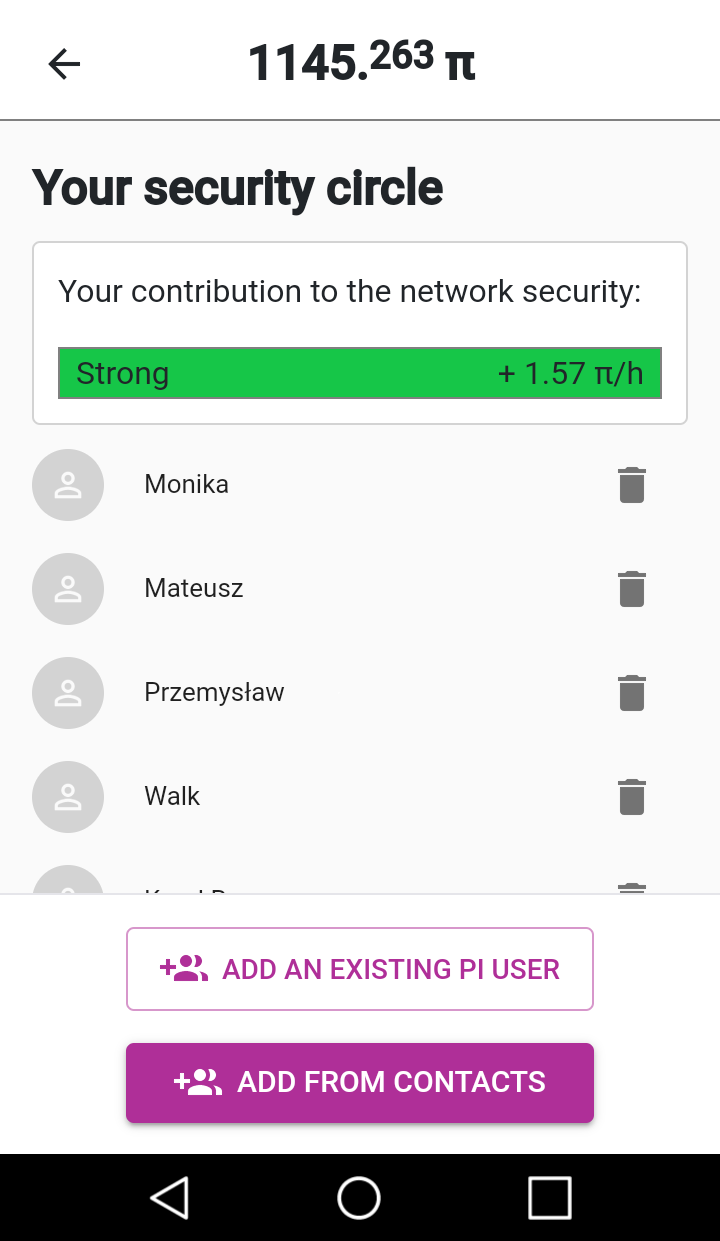 1145.263 π
Your security circle
Your contribution to the network security:
Strong + 1.57 π/h
Monika
Mateusz
Przemysław
Walk
ADD AN EXISTING PI USER
ADD FROM CONTACTS